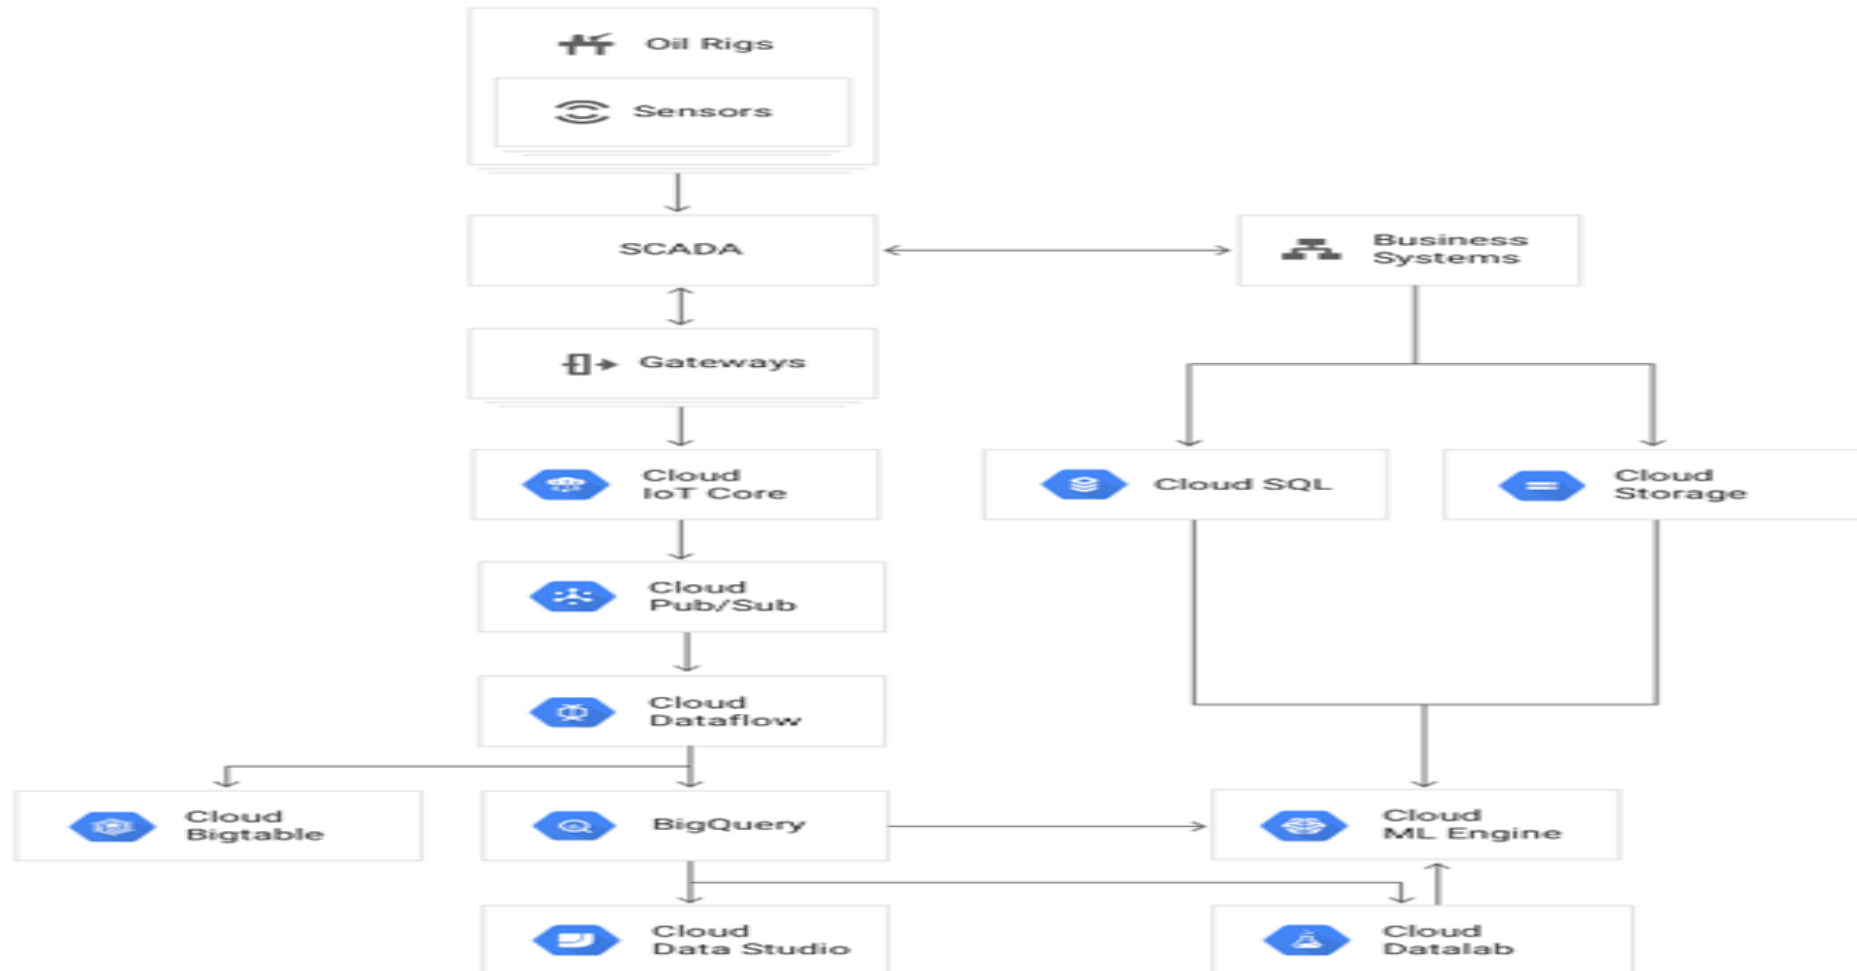 Oil Rigs
Sensors
SCADA
Business
Systems
Gateways
Cloud
IoT Core
Cloud SQL
Cloud
Storage
Cloud
Pub/Sub
Cloud
Dataflow
Cloud
Bigtable
BigQuery
Cloud
ML Engine
Cloud
Data Studio
Cloud
Datalab